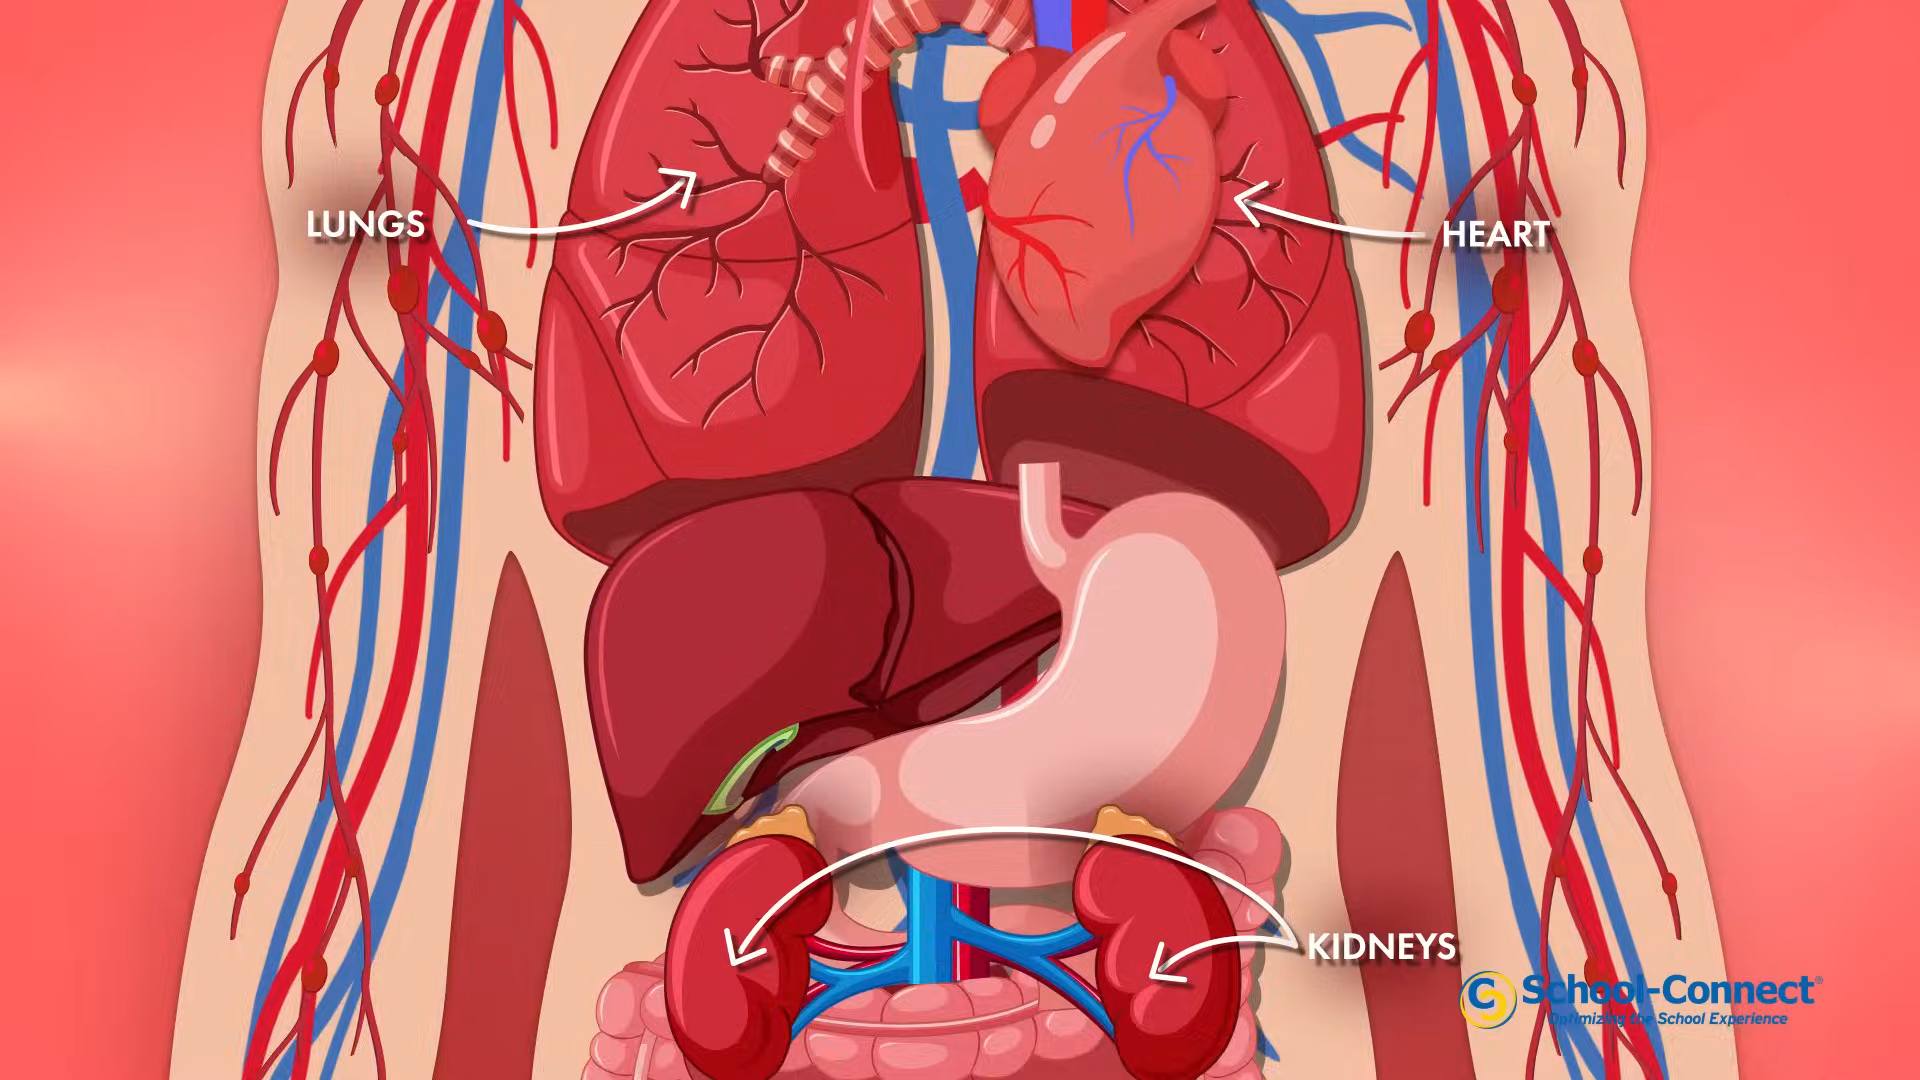 LUNGS
HEART
KIDNEYS
School-Connect®
Optimizing the School Experience